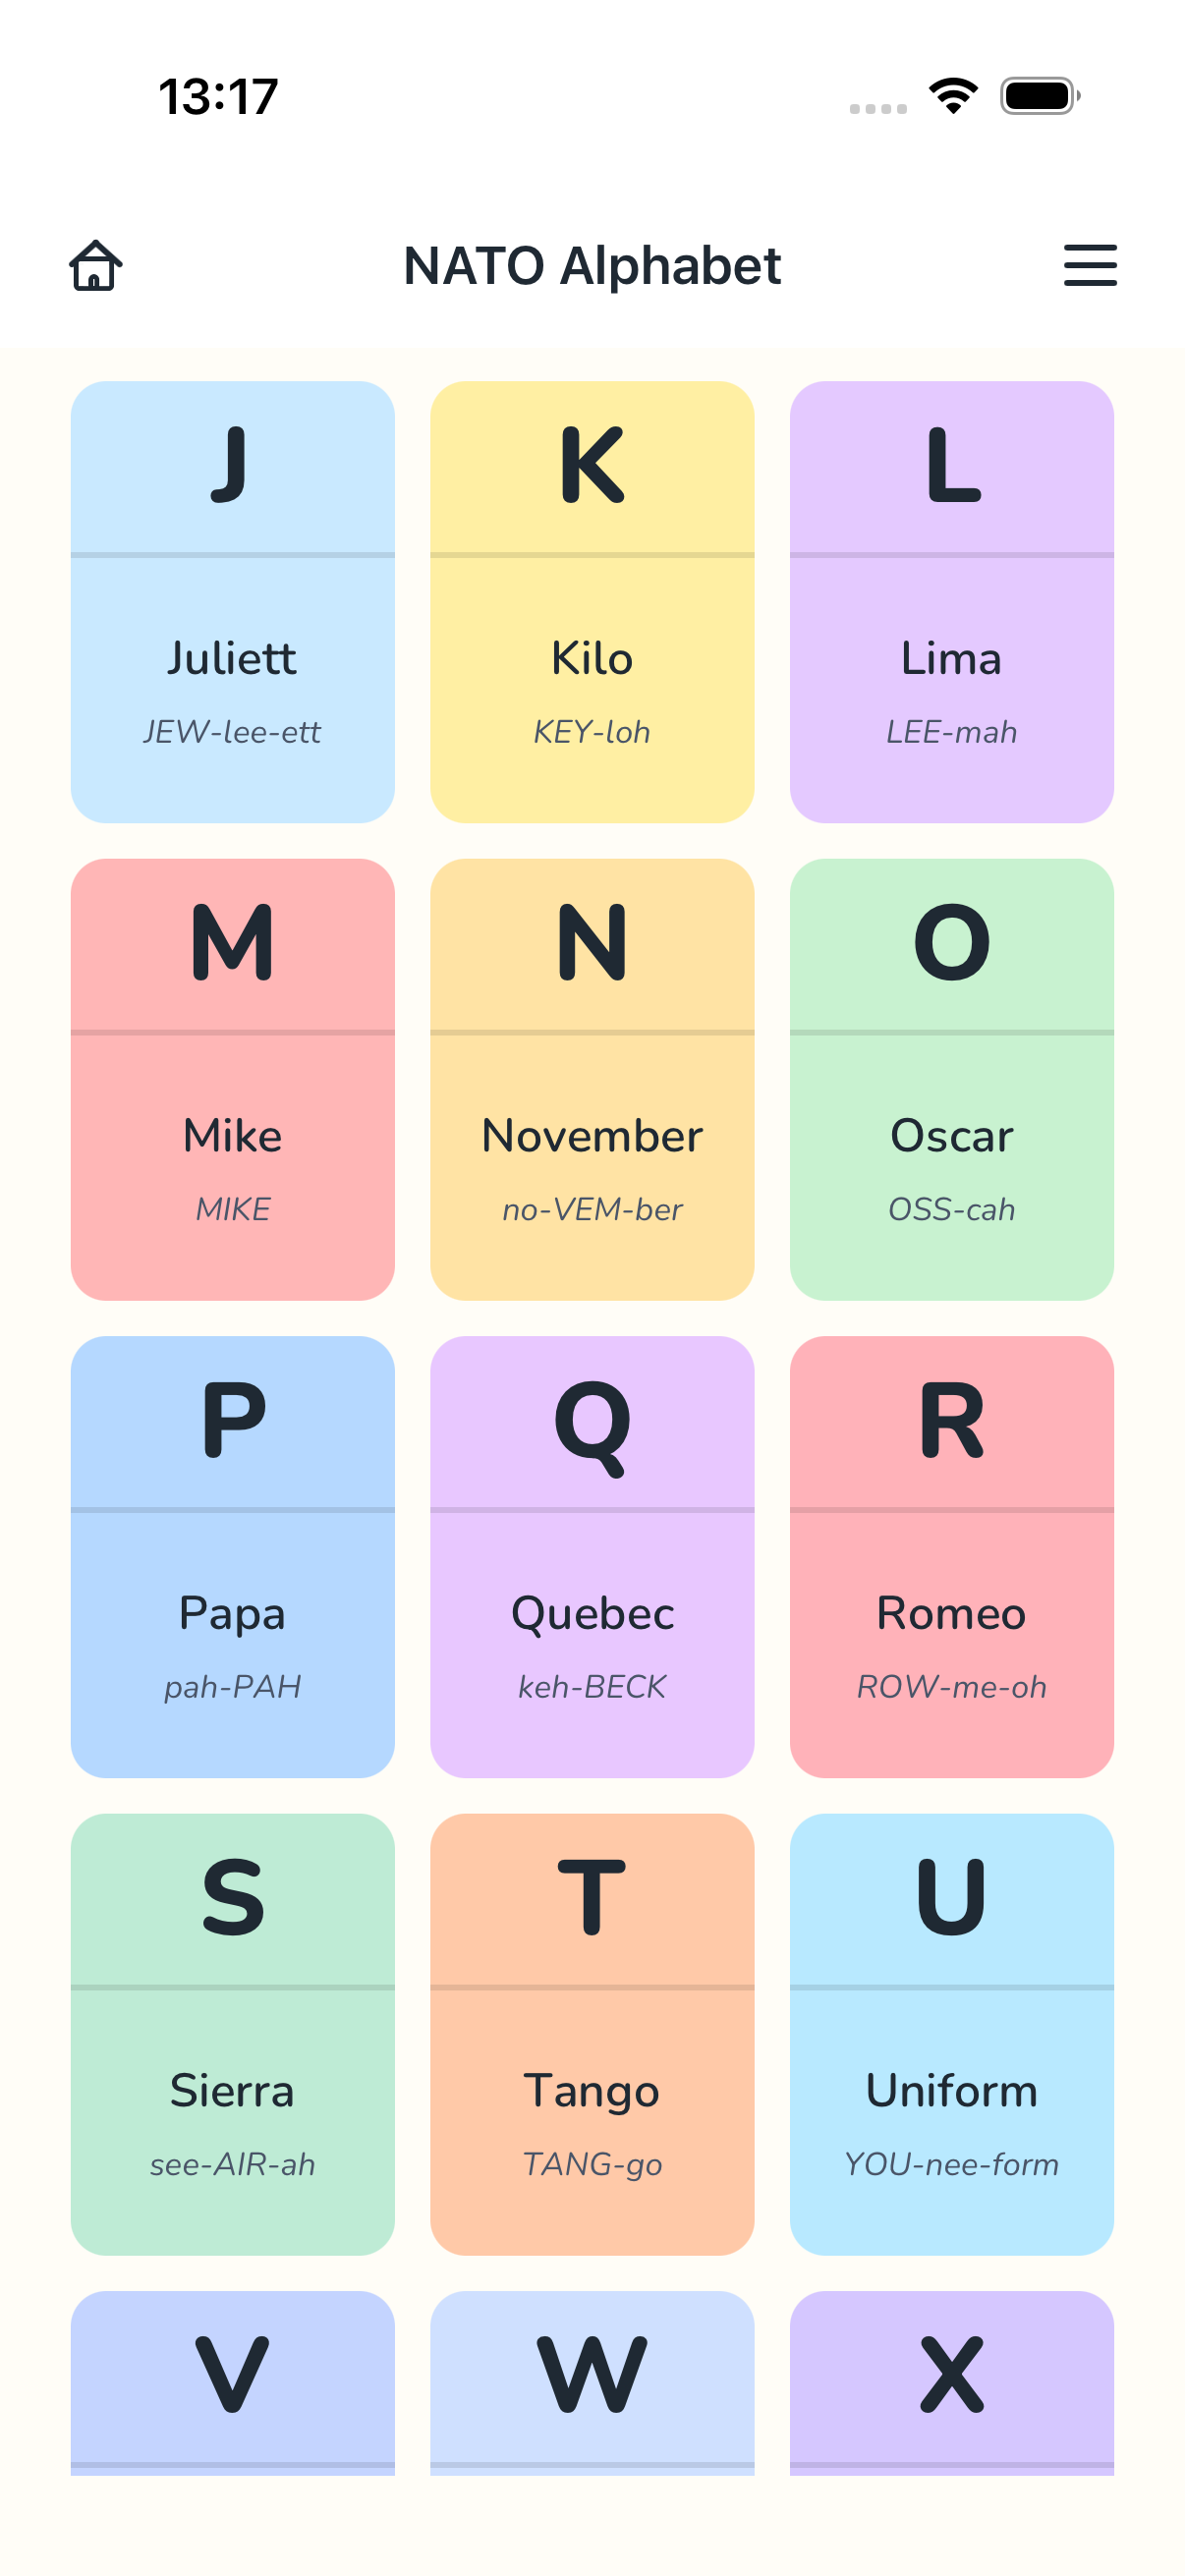 13:17
NATO Alphabet
J K L
Juliett Kilo Lima
JEW-lee-ett KEY-loh LEE-mah
M N O
Mike November Oscar
MIKE no-VEM-ber OSS-cah
P Q R
Papa Quebec Romeo
pah-PAH keh-BECK ROW-me-oh
S T U
Sierra Tango Uniform
see-AIR-ah TANG-go YOU-nee-form
V W X